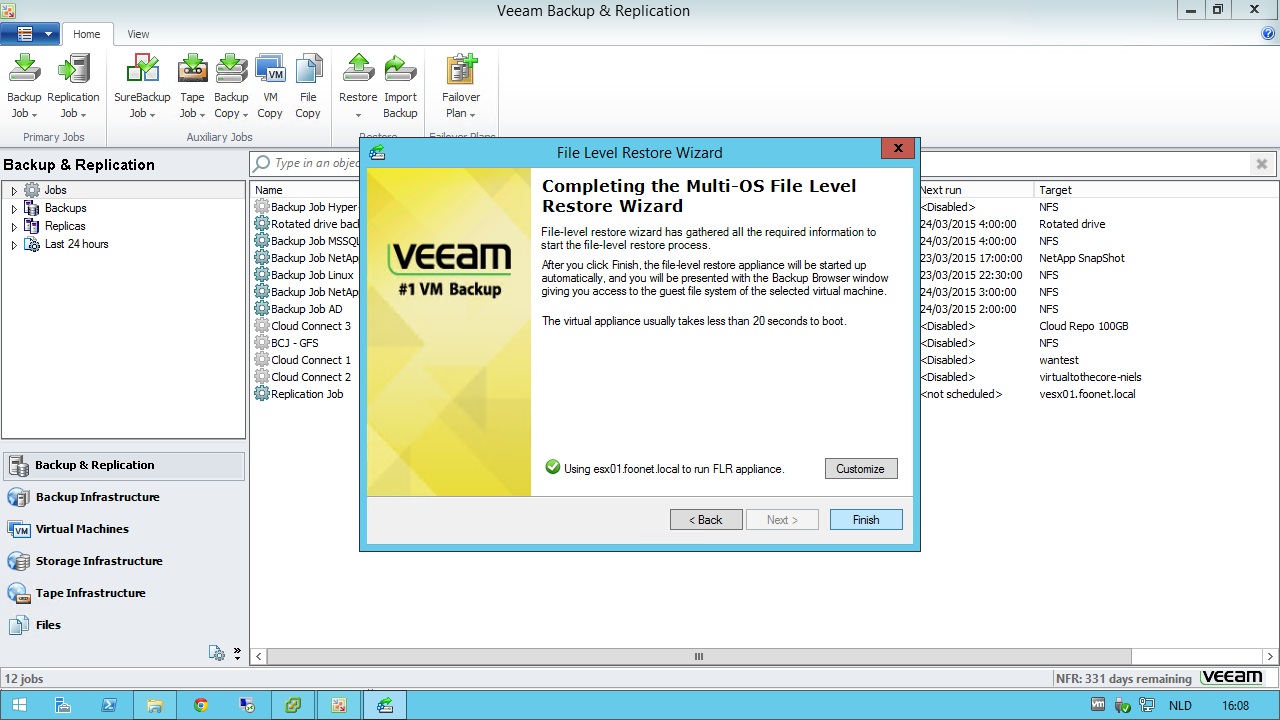 Veeam Backup & Replication
Home
View
Backup Job
Replication Job
SureBackup Job
Tape Job
Backup Copy
VM Copy
File Copy
Restore
Import Backup
Failover Plan
Primary Jobs
Auxiliary Jobs
Restore
Failover Plans
Backup & Replication
Jobs
Backups
Replicas
Last 24 hours
Backup & Replication
Backup Infrastructure
VM
Virtual Machines
Storage Infrastructure
Tape Infrastructure
Files
Type in an objec
Name
Next run
Target
Backup Job Hyper-
<Disabled>
NFS
Rotated drive back
24/03/2015 4:00:00
Rotated drive
Backup Job MSSQL
24/03/2015 4:00:00
NFS
Backup Job NetApp
23/03/2015 17:00:00
NetApp SnapShot
Backup Job Linux
23/03/2015 22:30:00
NFS
Backup Job NetApp
24/03/2015 3:00:00
NFS
Backup Job AD
24/03/2015 2:00:00
NFS
Cloud Connect 3
<Disabled>
Cloud Repo 100GB
BCJ - GFS
<Disabled>
NFS
Cloud Connect 1
<Disabled>
wantest
Cloud Connect 2
<Disabled>
virtualtothecore-niels
Replication Job
<not scheduled>
vesx01.foonet.local
File Level Restore Wizard
veeam
#1 VM Backup
Completing the Multi-OS File Level
Restore Wizard
File-level restore wizard has gathered all the required information to
start the file-level restore process.
After you click Finish, the file-level restore appliance will be started up
automatically, and you will be presented with the Backup Browser window
giving you access to the guest file system of the selected virtual machine.
The virtual appliance usually takes less than 20 seconds to boot.
Using esx01.foonet.local to run FLR appliance.
Customize
< Back
Next >
Finish
12 jobs
NFR: 331 days remaining
veeam
NLD
16:08